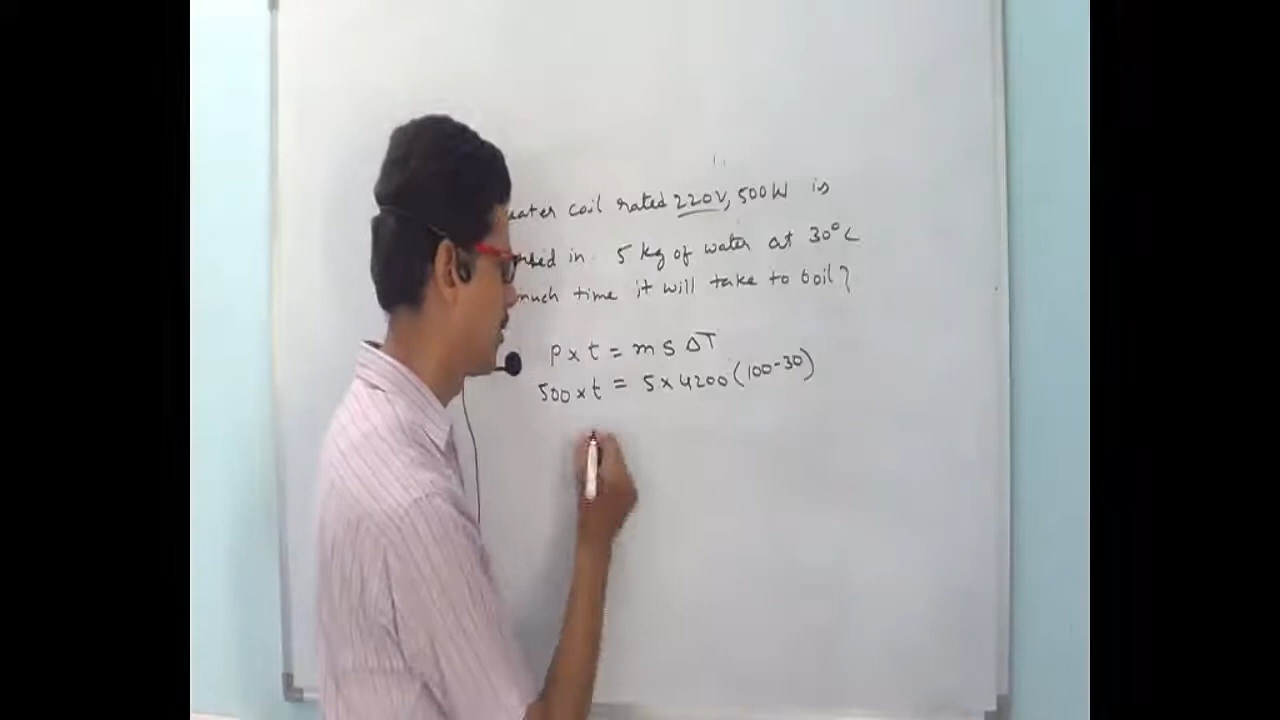 eater coil rated 220V, 500W is
in 5 kg of water at 30°C
much time it will take to boil?
P x t = m s ΔT
500 x t = 5 x 4200 (100-30)